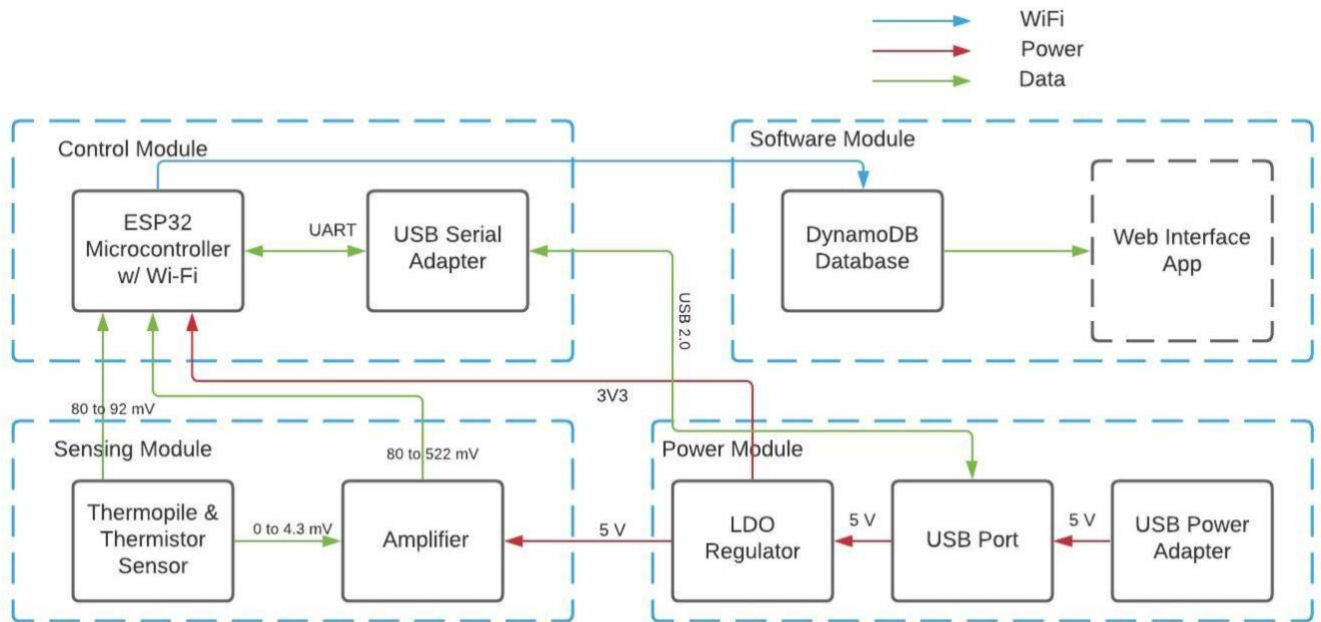 WiFi
Power
Data
Control Module
ESP32
Microcontroller
w/ Wi-Fi
UART
USB Serial
Adapter
Software Module
DynamoDB
Database
Web Interface
App
USB 2.0
3V3
80 to 92 mV
Sensing Module
80 to 522 mV
Power Module
Thermopile &
Thermistor
Sensor
0 to 4.3 mV
Amplifier
5 V
LDO
Regulator
5 V
USB Port
5 V
USB Power
Adapter